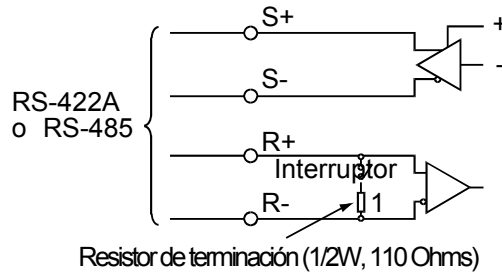 S+
+
S-
-
RS-422A
o RS-485
R+
Interruptor
R-
1
Resistor de terminación (1/2W, 110 Ohms)